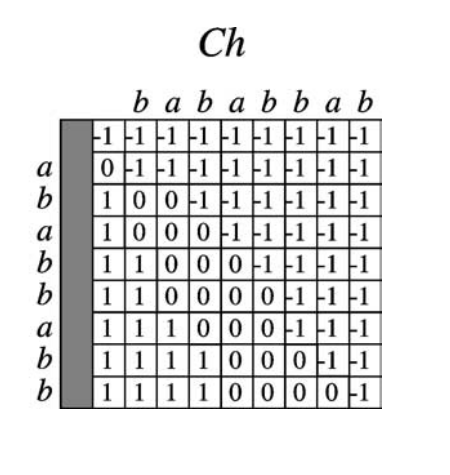 Ch
b a b a b b a b
-1 -1 -1 -1 -1 -1 -1 -1 -1
a 0 -1 -1 -1 -1 -1 -1 -1 -1
b 1 0 0 -1 -1 -1 -1 -1 -1
a 1 0 0 0 -1 -1 -1 -1 -1
b 1 1 0 0 0 -1 -1 -1 -1
b 1 1 0 0 0 0 -1 -1 -1
a 1 1 1 0 0 0 -1 -1 -1
b 1 1 1 1 0 0 0 -1 -1
b 1 1 1 1 0 0 0 0 -1